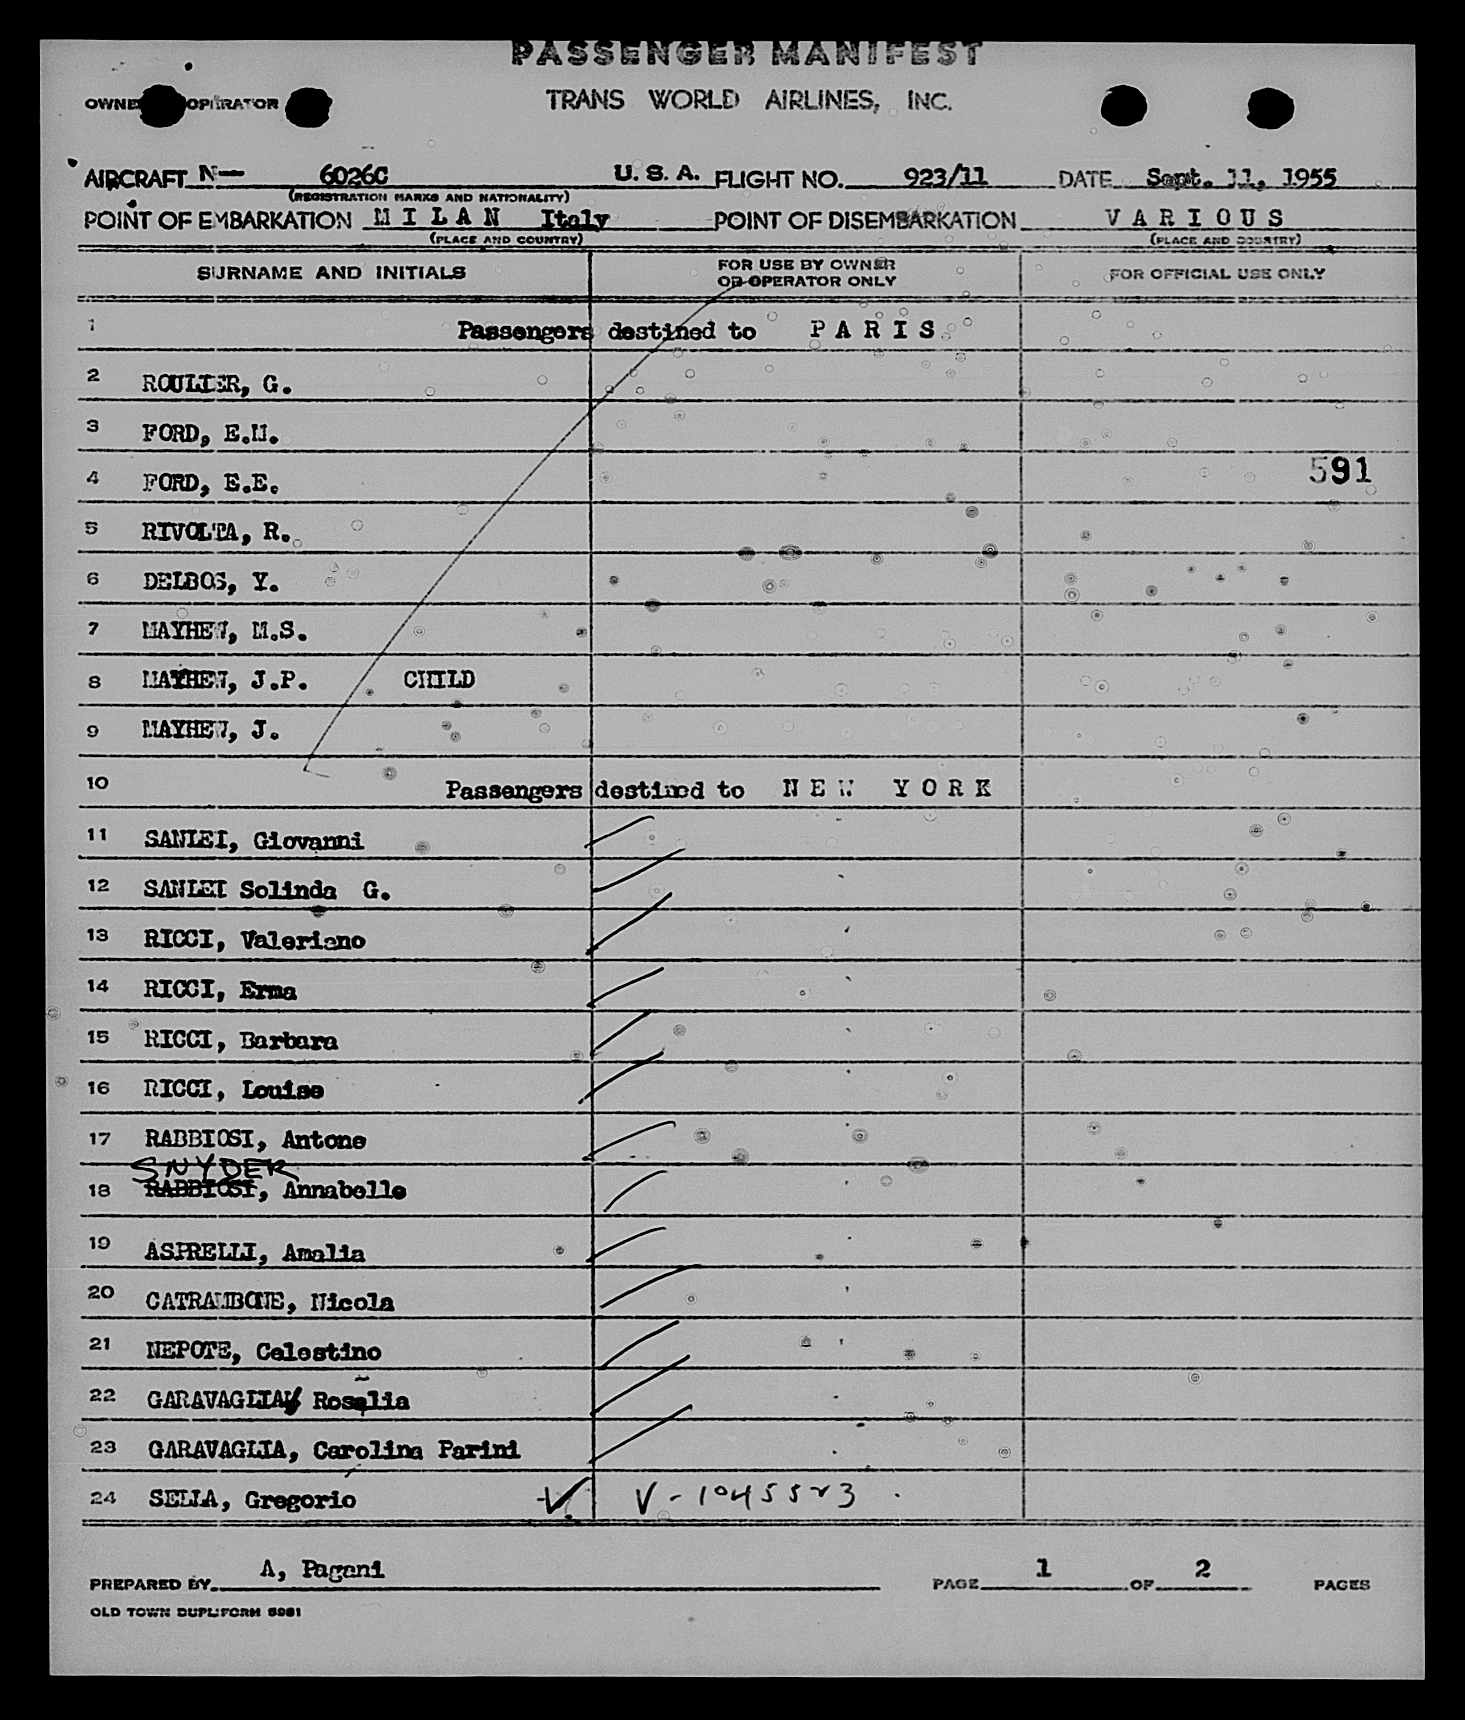 PASSENGER MANIFEST
OWNER OPERATOR TRANS WORLD AIRLINES, INC.
AIRCRAFT N— 6026C U. S. A. FLIGHT NO. 923/11 DATE Sept. 11, 1955
(REGISTRATION MARKS AND NATIONALITY)
POINT OF EMBARKATION M I L A N Italy POINT OF DISEMBARKATION V A R I O U S
(PLACE AND COUNTRY) (PLACE AND COUNTRY)
SURNAME AND INITIALS FOR USE BY OWNER OR OPERATOR ONLY FOR OFFICIAL USE ONLY
1 Passengers destined to P A R I S
2 ROULIER, G.
3 FORD, E.M.
4 FORD, E.E. 591
5 RIVOLTA, R.
6 DELBOS, Y.
7 MAYHEW, M.S.
8 MAYHEW, J.P. CHILD
9 MAYHEW, J.
10 Passengers destined to N E W Y O R K
11 SANLEI, Giovanni
12 SANLEI Solinda G.
13 RICCI, Valeriano
14 RICCI, Erma
15 RICCI, Barbara
16 RICCI, Louise
17 RABBIOSI, Antone
SNYDER
18 RABBIOSI, Annabelle
19 ASPRELLI, Amalia
20 CATRAMBONE, Nicola
21 NEPOTE, Celestino
22 GARAVAGLIA, Rosalia
23 GARAVAGLIA, Carolina Parini
24 SELLA, Gregorio V V-1045523
PREPARED BY A, Pagani PAGE 1 OF 2 PAGES
OLD TOWN DUPLIFORM 5981